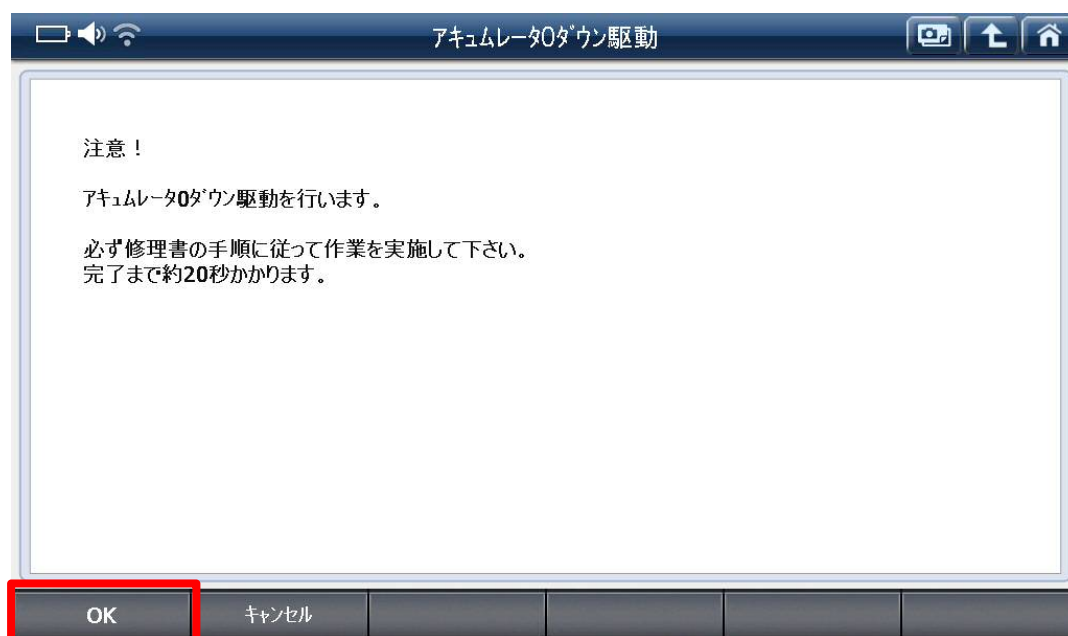 ｱｷｭﾑﾚｰﾀ0ﾀﾞｳﾝ駆動
注意！
ｱｷｭﾑﾚｰﾀ0ﾀﾞｳﾝ駆動を行います。
必ず修理書の手順に従って作業を実施して下さい。
完了まで約20秒かかります。
OK
ｷｬﾝｾﾙ